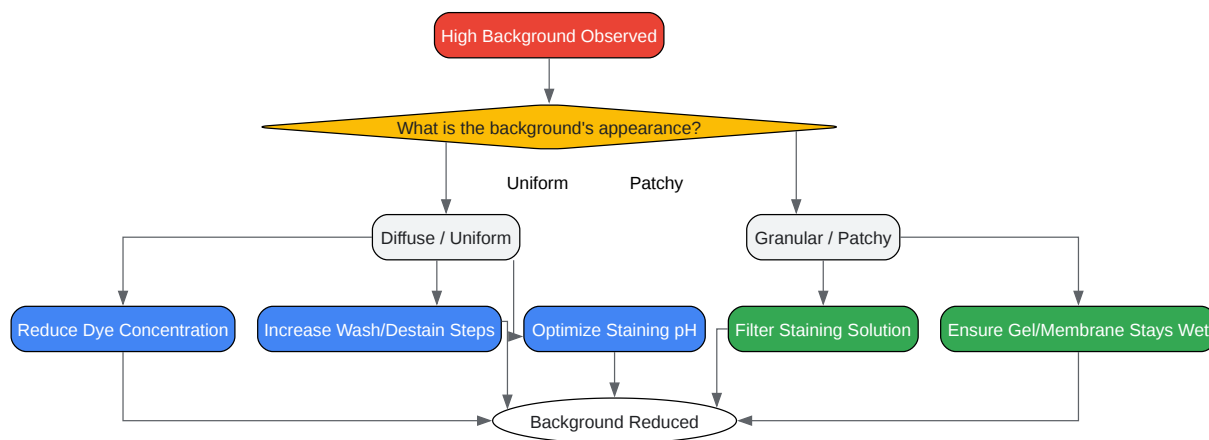 High Background Observed
What is the background's appearance?
Uniform
Patchy
Diffuse / Uniform
Granular / Patchy
Reduce Dye Concentration
Increase Wash/Destain Steps
Optimize Staining pH
Filter Staining Solution
Ensure Gel/Membrane Stays Wet
Background Reduced